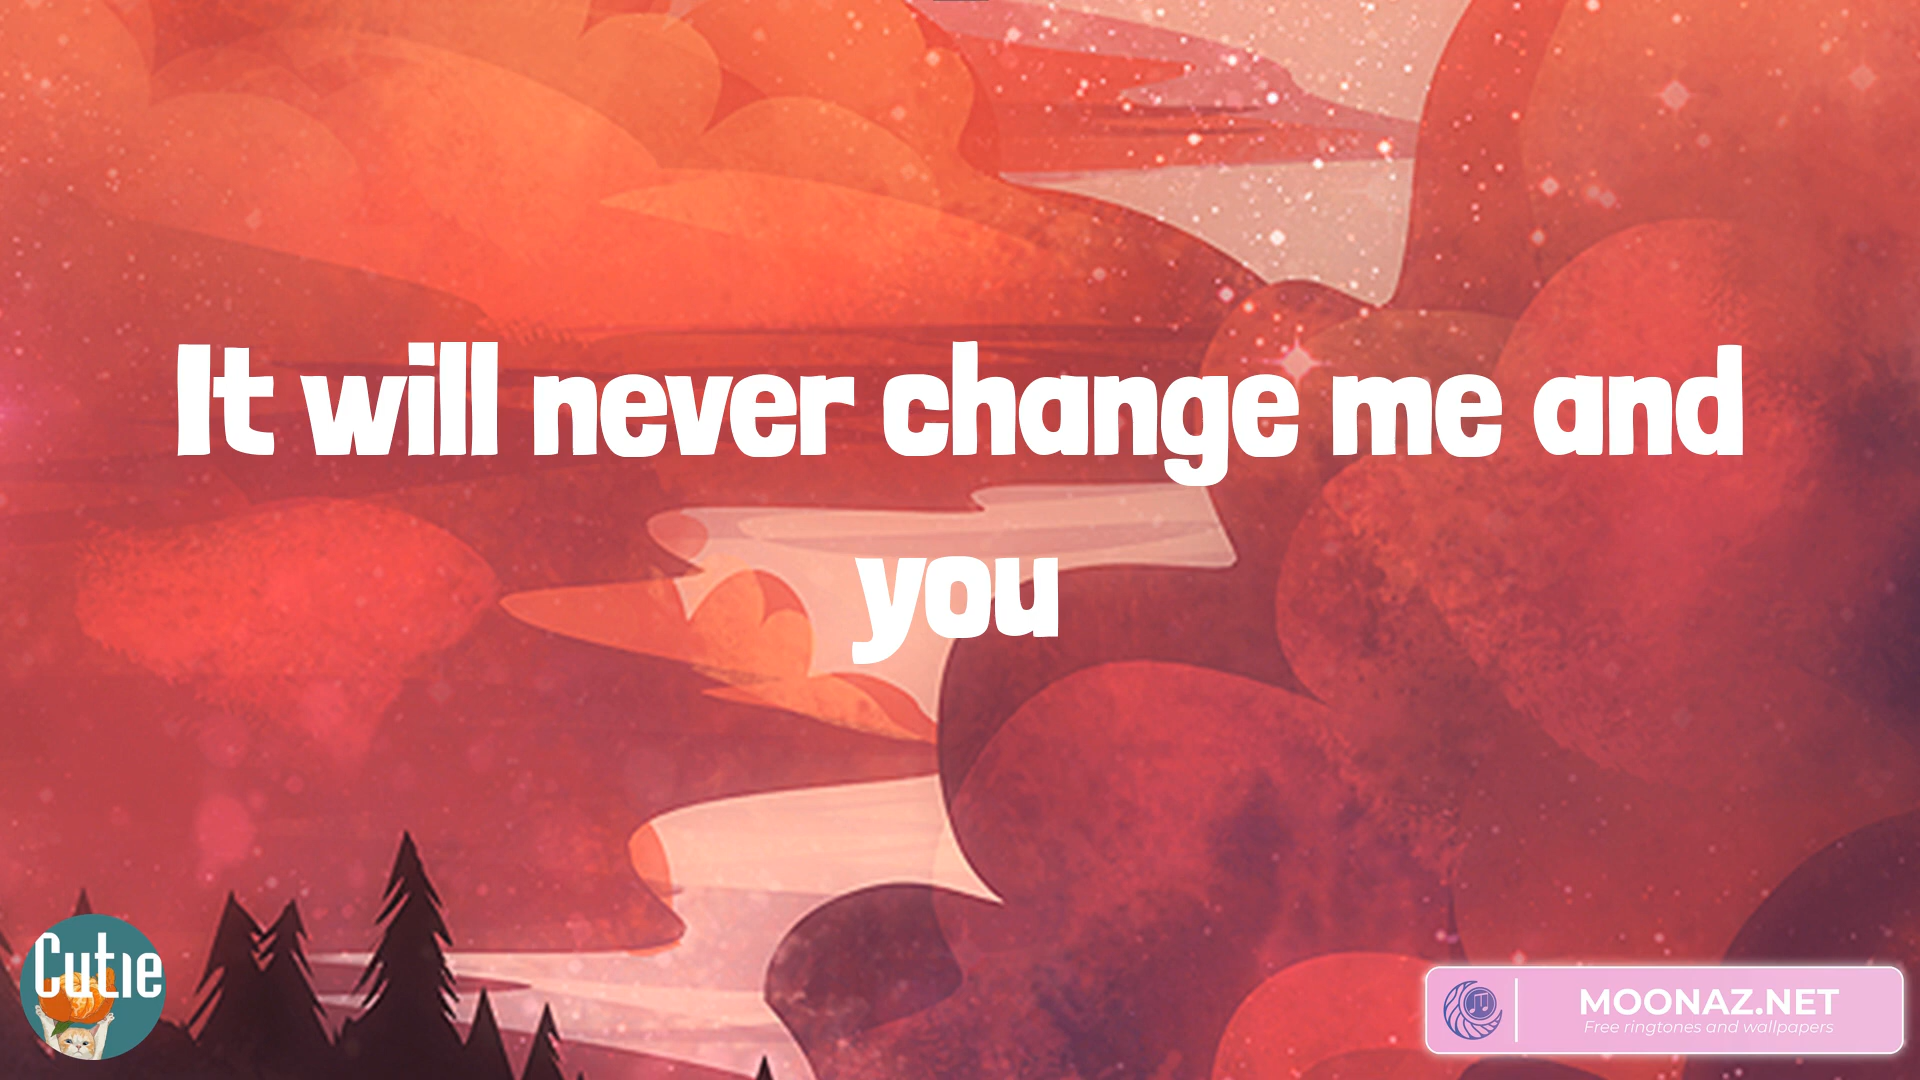 It will never change me and
you
Cutie
MOONAZ.NET
Free ringtones and wallpapers